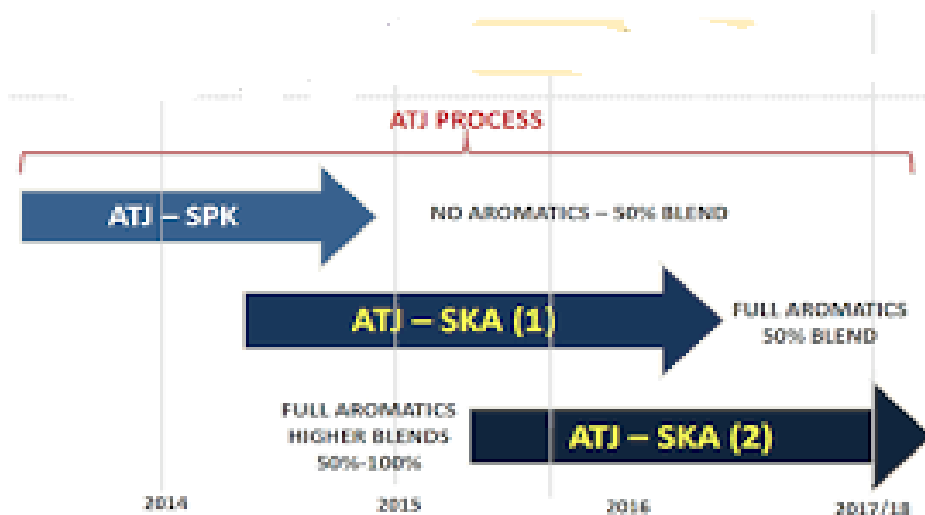 ATJ PROCESS
ATJ – SPK
NO AROMATICS – 50% BLEND
ATJ – SKA (1)
FULL AROMATICS
50% BLEND
FULL AROMATICS
HIGHER BLENDS
50%-100%
ATJ – SKA (2)
2014
2015
2016
2017/18